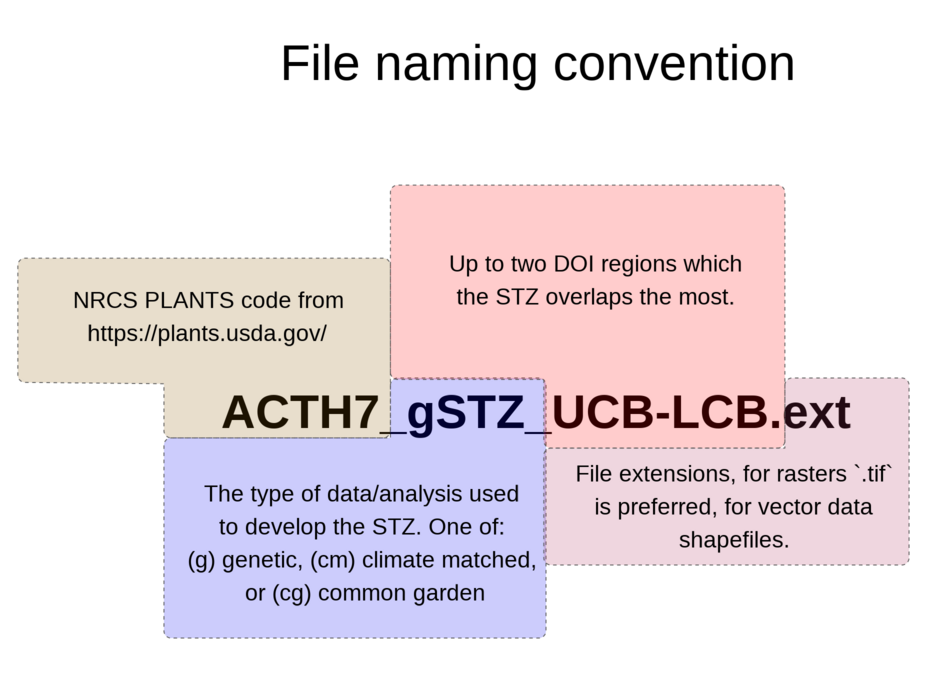 File naming convention
Up to two DOI regions which
the STZ overlaps the most.
NRCS PLANTS code from
https://plants.usda.gov/
ACTH7_gSTZ_UCB-LCB.ext
The type of data/analysis used
to develop the STZ. One of:
(g) genetic, (cm) climate matched,
or (cg) common garden
File extensions, for rasters `.tif`
is preferred, for vector data
shapefiles.